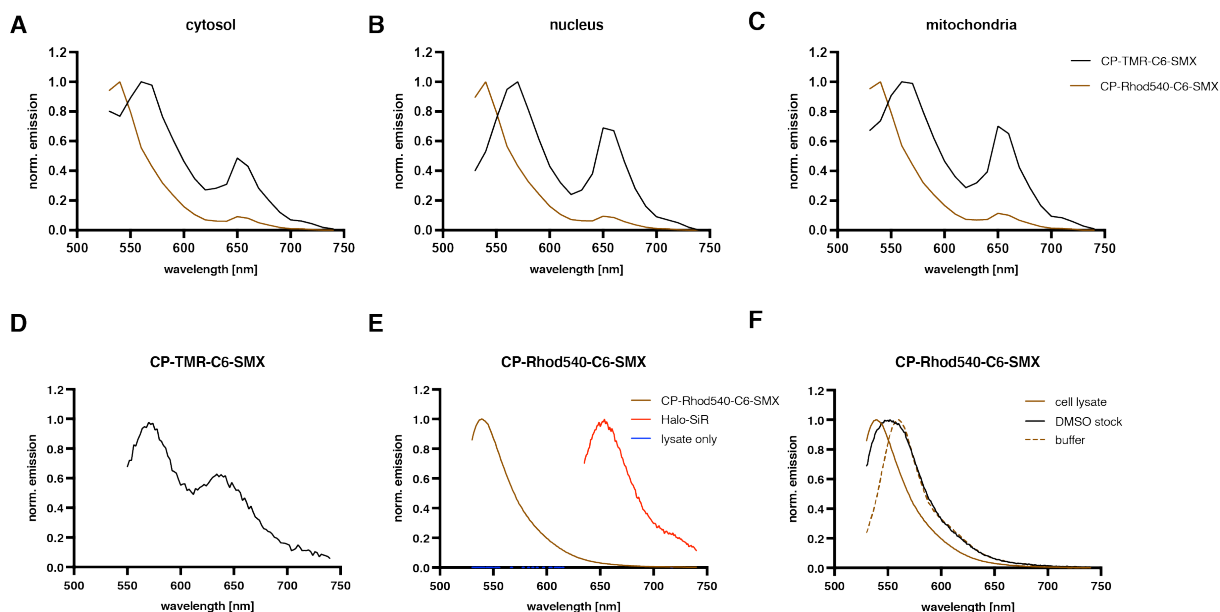 A
cytosol
norm. emission
1.2
1.0
0.8
0.6
0.4
0.2
0.0
500
550
600
650
700
750
wavelength [nm]
B
nucleus
norm. emission
1.2
1.0
0.8
0.6
0.4
0.2
0.0
500
550
600
650
700
750
wavelength [nm]
C
mitochondria
norm. emission
1.2
1.0
0.8
0.6
0.4
0.2
0.0
500
550
600
650
700
750
wavelength [nm]
CP-TMR-C6-SMX
CP-Rhod540-C6-SMX
D
CP-TMR-C6-SMX
norm. emission
1.2
1.0
0.8
0.6
0.4
0.2
0.0
500
550
600
650
700
750
wavelength [nm]
E
CP-Rhod540-C6-SMX
norm. emission
1.2
1.0
0.8
0.6
0.4
0.2
0.0
500
550
600
650
700
750
wavelength [nm]
CP-Rhod540-C6-SMX
Halo-SiR
lysate only
F
CP-Rhod540-C6-SMX
norm. emission
1.2
1.0
0.8
0.6
0.4
0.2
0.0
500
550
600
650
700
750
wavelength [nm]
cell lysate
DMSO stock
buffer